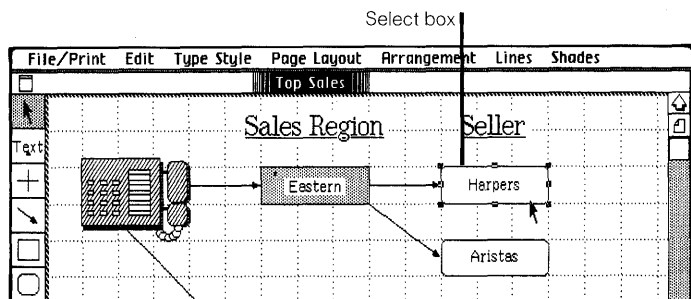 Select box
File/Print Edit Type Style Page Layout Arrangement Lines Shades
Top Sales
Sales Region Seller
Text
Eastern Harpers
Aristas